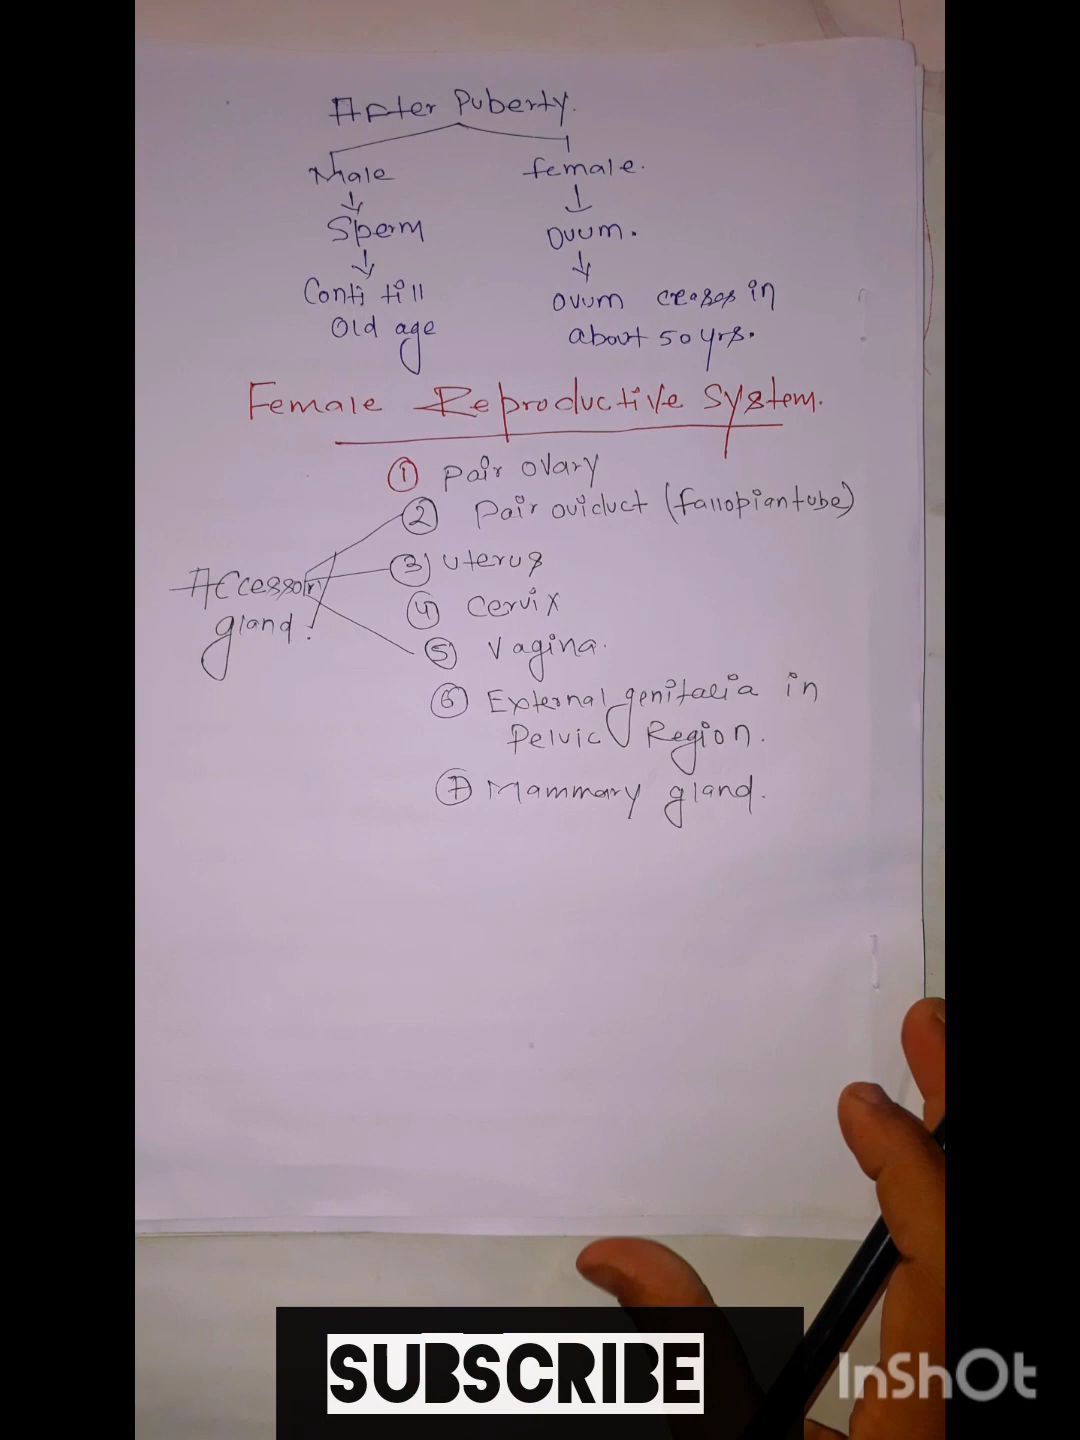 After Puberty.
Male female.
Sperm Ovum.
Conti till Ovum ceases in
Old age about 50 yrs.
Female Reproductive System.
1 Pair Ovary
2 Pair oviduct (fallopian tube)
3 Uterus
Accessory
gland.
4 Cervix
5 Vagina.
6 External genitalia in
Pelvic Region.
7 Mammary gland.
SUBSCRIBE
InShOt